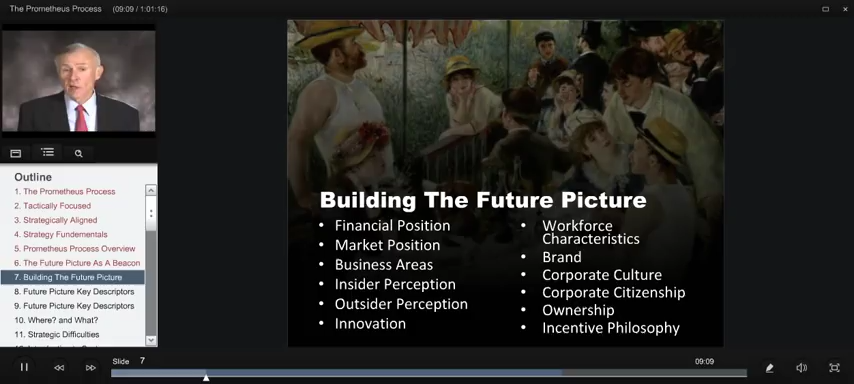 The Prometheus Process (09:09 / 1:01:16)
Outline
1. The Prometheus Process
2. Tactically Focused
3. Strategically Aligned
4. Strategy Fundementals
5. Prometheus Process Overview
6. The Future Picture As A Beacon
7. Building The Future Picture
8. Future Picture Key Descriptors
9. Future Picture Key Descriptors
10. Where? and What?
11. Strategic Difficulties
Building The Future Picture
• Financial Position
• Market Position
• Business Areas
• Insider Perception
• Outsider Perception
• Innovation
• Workforce
Characteristics
• Brand
• Corporate Culture
• Corporate Citizenship
• Ownership
• Incentive Philosophy
Slide 7
09:09